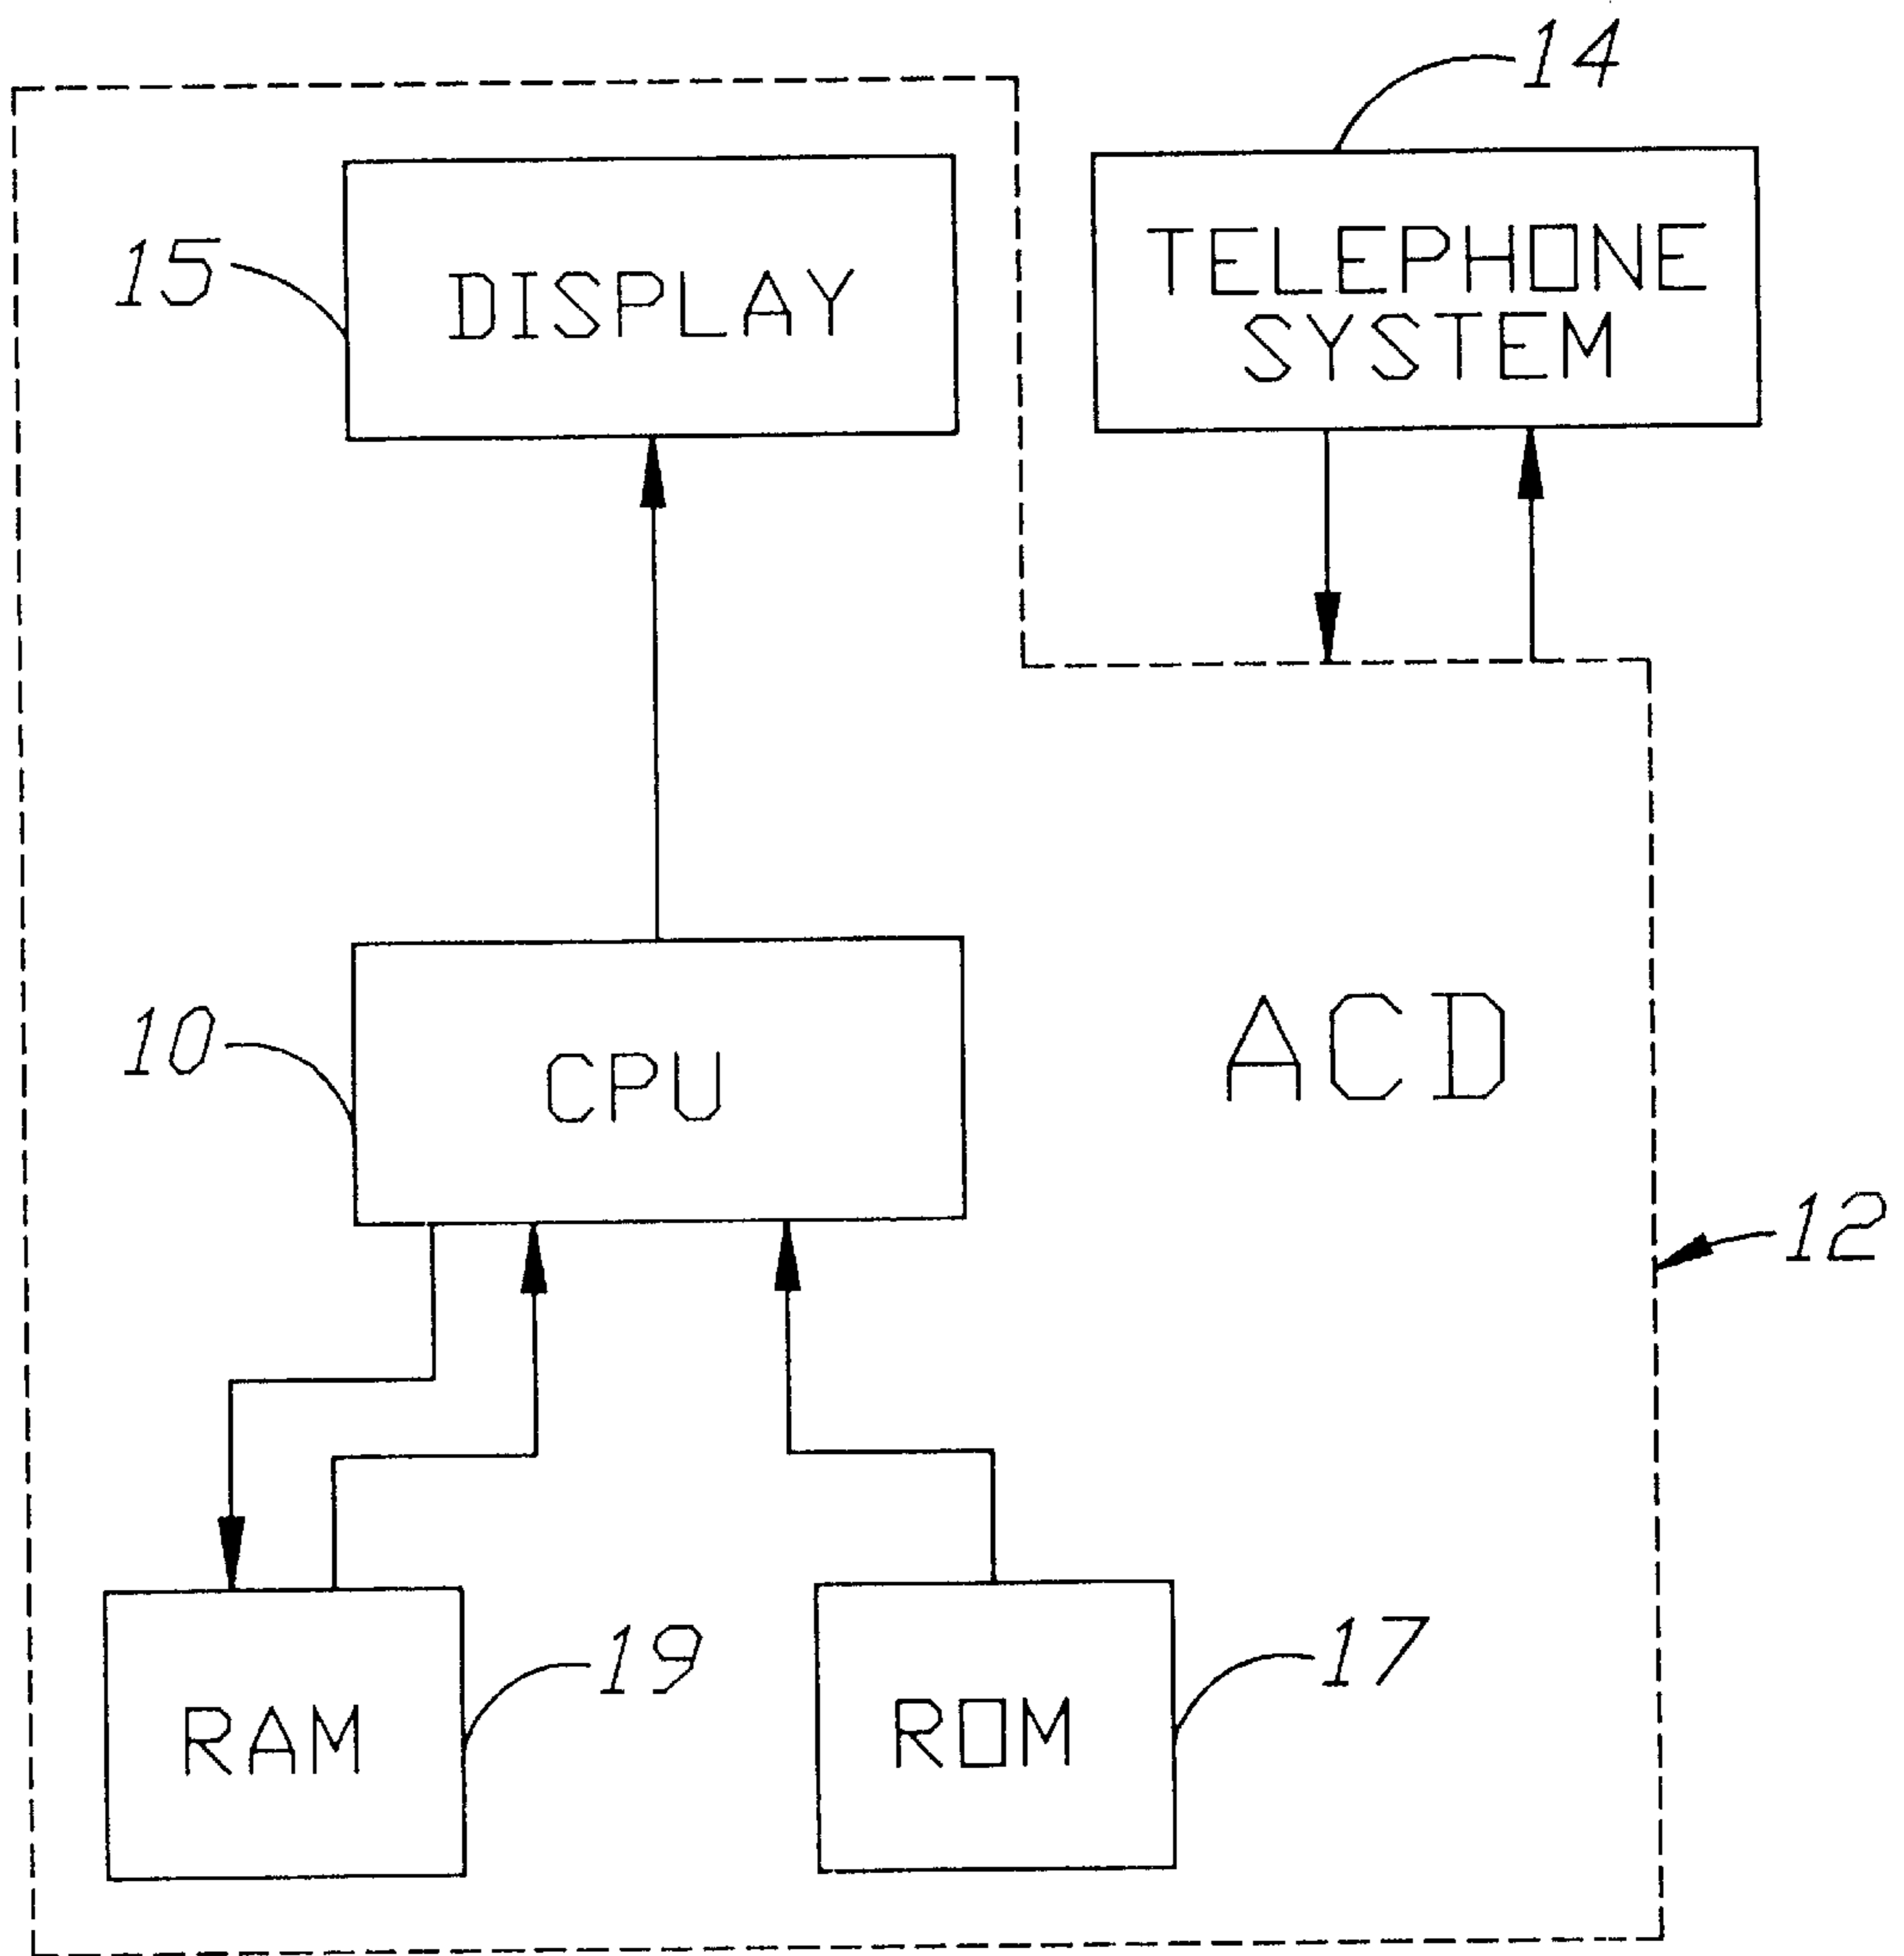 14
15
DISPLAY
TELEPHONE
SYSTEM
10
CPU
ACD
12
19
17
RAM
ROM